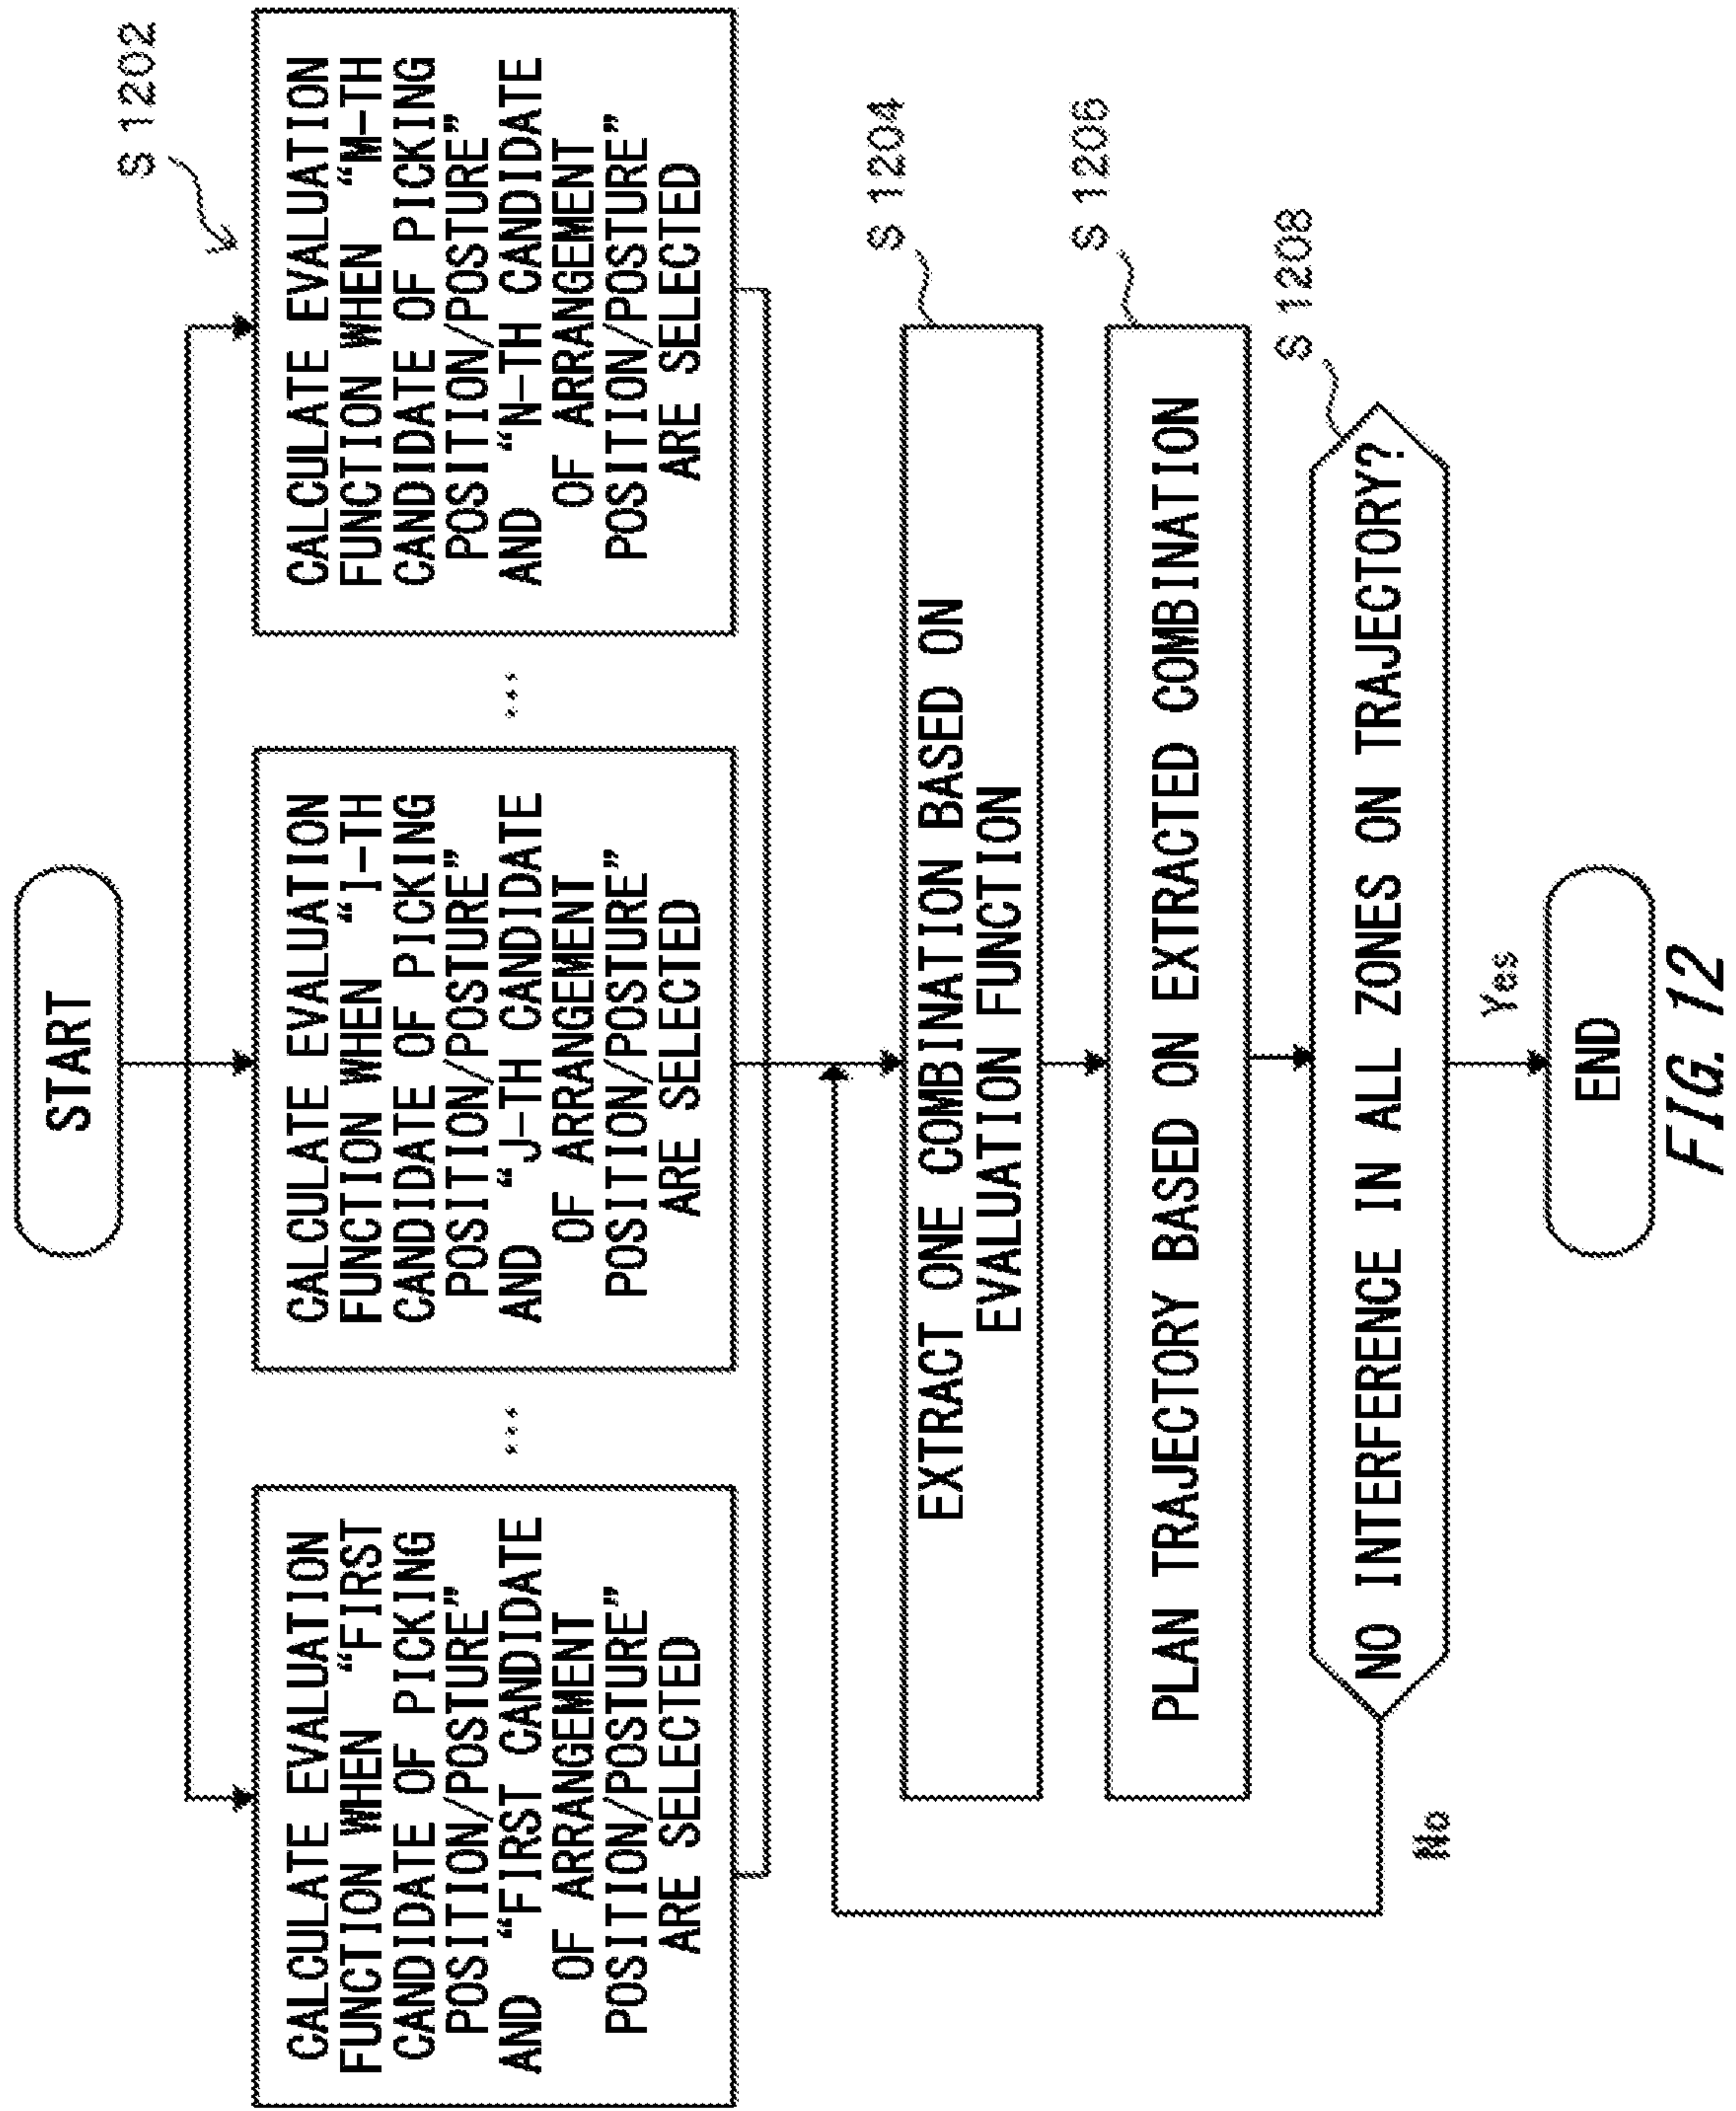 START
S 1202
CALCULATE EVALUATION
FUNCTION WHEN “FIRST
CANDIDATE OF PICKING
POSITION/POSTURE”
AND “FIRST CANDIDATE
OF ARRANGEMENT
POSITION/POSTURE”
ARE SELECTED
...
CALCULATE EVALUATION
FUNCTION WHEN “I-TH
CANDIDATE OF PICKING
POSITION/POSTURE”
AND “J-TH CANDIDATE
OF ARRANGEMENT
POSITION/POSTURE”
ARE SELECTED
...
CALCULATE EVALUATION
FUNCTION WHEN “M-TH
CANDIDATE OF PICKING
POSITION/POSTURE”
AND “N-TH CANDIDATE
OF ARRANGEMENT
POSITION/POSTURE”
ARE SELECTED
S 1204
EXTRACT ONE COMBINATION BASED ON
EVALUATION FUNCTION
S 1206
PLAN TRAJECTORY BASED ON EXTRACTED COMBINATION
S 1208
NO INTERFERENCE IN ALL ZONES ON TRAJECTORY?
No
Yes
END
FIG. 12